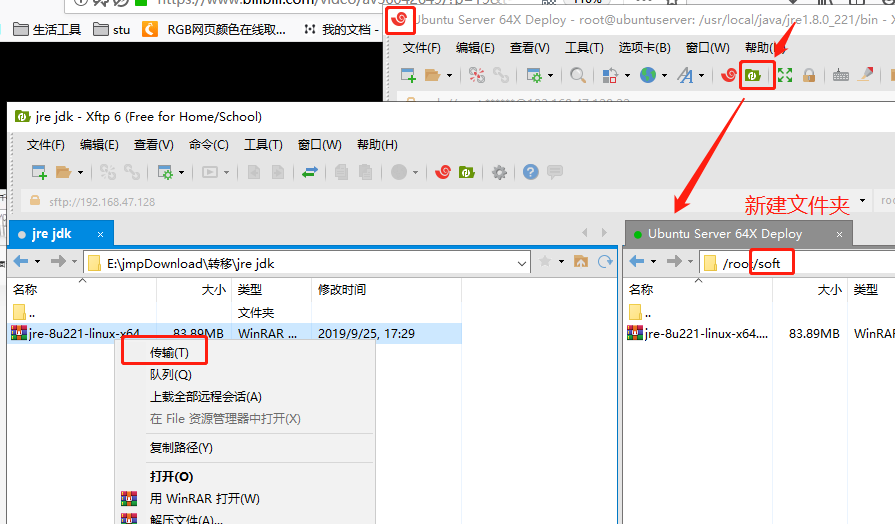 https://www.bilibili.com/video/av50642649/?p=19
110%
生活工具 stu RGB网页颜色在线取... 我的文档 -
Ubuntu Server 64X Deploy - root@ubuntuserver: /usr/local/java/jre1.8.0_221/bin - X
文件(F) 编辑(E) 查看(V) 工具(T) 选项卡(B) 窗口(W) 帮助
jre jdk - Xftp 6 (Free for Home/School)
文件(F) 编辑(E) 查看(V) 命令(C) 工具(T) 窗口(W) 帮助(H)
sftp://192.168.47.128
roo
新建文件夹
jre jdk ×
Ubuntu Server 64X Deploy ×
E:\jmpDownload\转移\jre jdk
/root/soft
名称 大小 类型 修改时间
名称 大小 类型
.. 文件夹
..
jre-8u221-linux-x64 83.89MB WinRAR ... 2019/9/25, 17:29
jre-8u221-linux-x64.... 83.89MB WinRA
传输(T)
队列(Q)
上载全部远程会话(A)
在 File 资源管理器中打开(X)
复制路径(Y)
打开(O)
用 WinRAR 打开(W)
解压文件(A)...